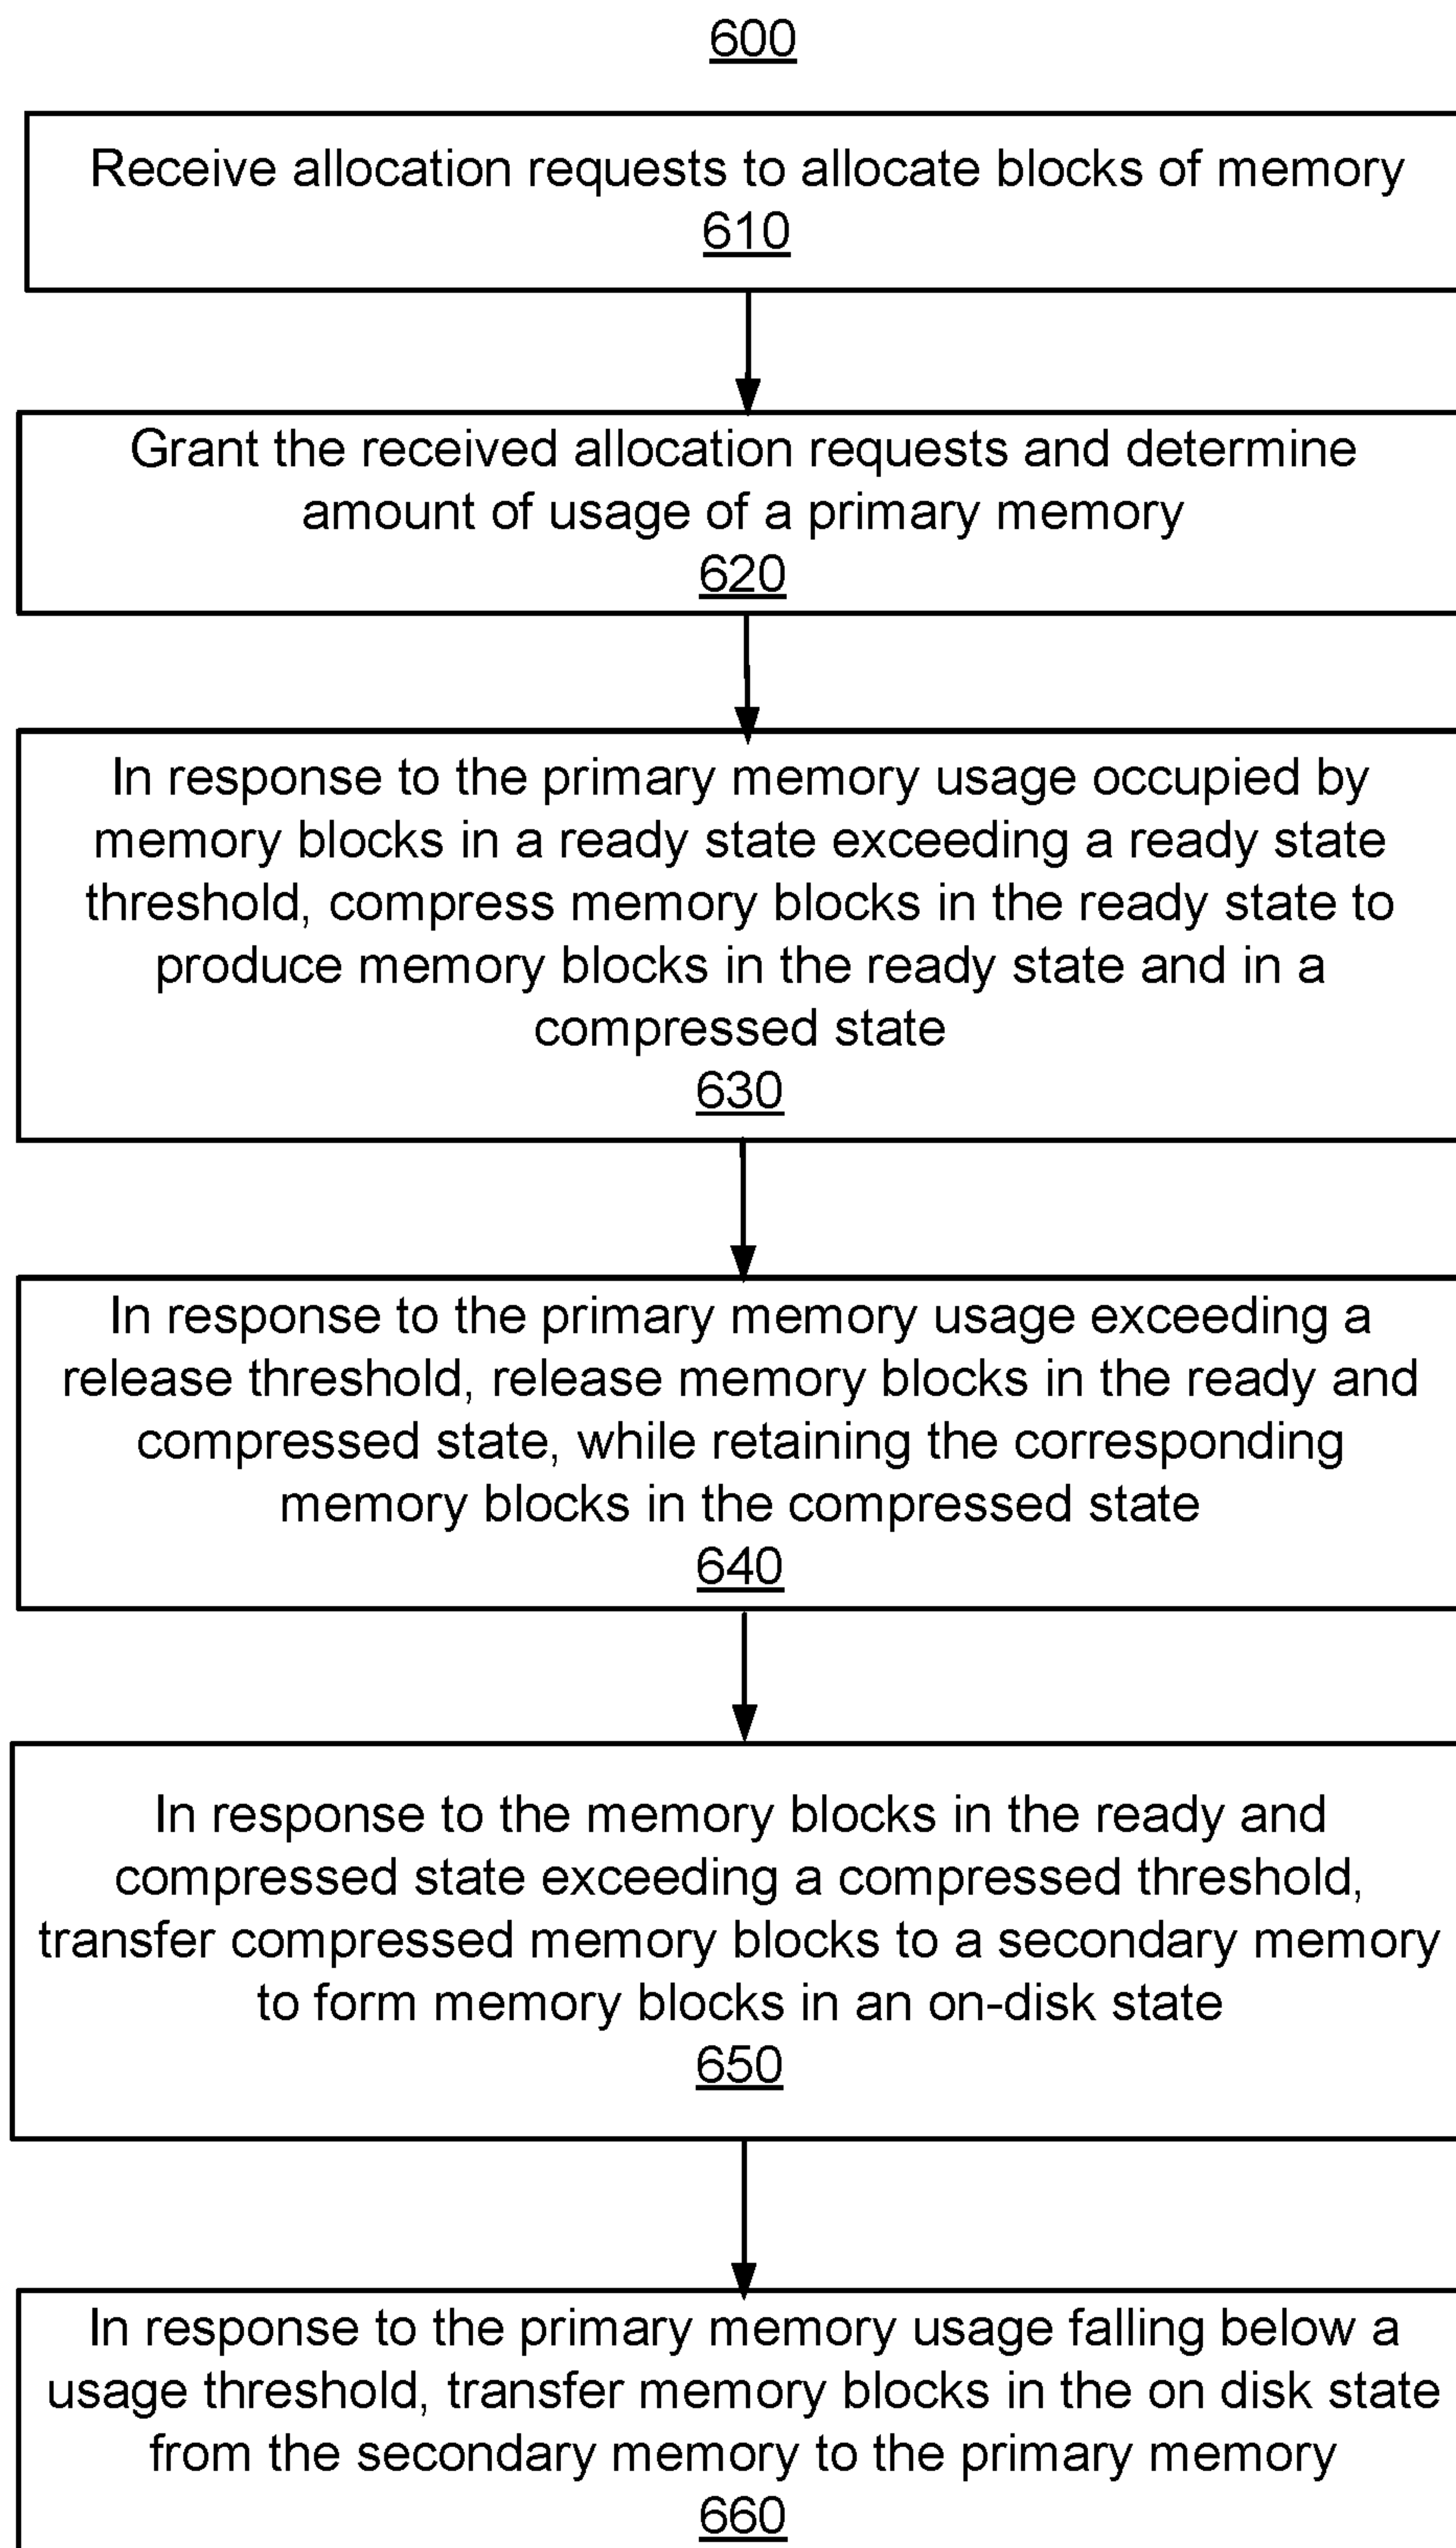 600
Receive allocation requests to allocate blocks of memory
610
Grant the received allocation requests and determine
amount of usage of a primary memory
620
In response to the primary memory usage occupied by
memory blocks in a ready state exceeding a ready state
threshold, compress memory blocks in the ready state to
produce memory blocks in the ready state and in a
compressed state
630
In response to the primary memory usage exceeding a
release threshold, release memory blocks in the ready and
compressed state, while retaining the corresponding
memory blocks in the compressed state
640
In response to the memory blocks in the ready and
compressed state exceeding a compressed threshold,
transfer compressed memory blocks to a secondary memory
to form memory blocks in an on-disk state
650
In response to the primary memory usage falling below a
usage threshold, transfer memory blocks in the on disk state
from the secondary memory to the primary memory
660